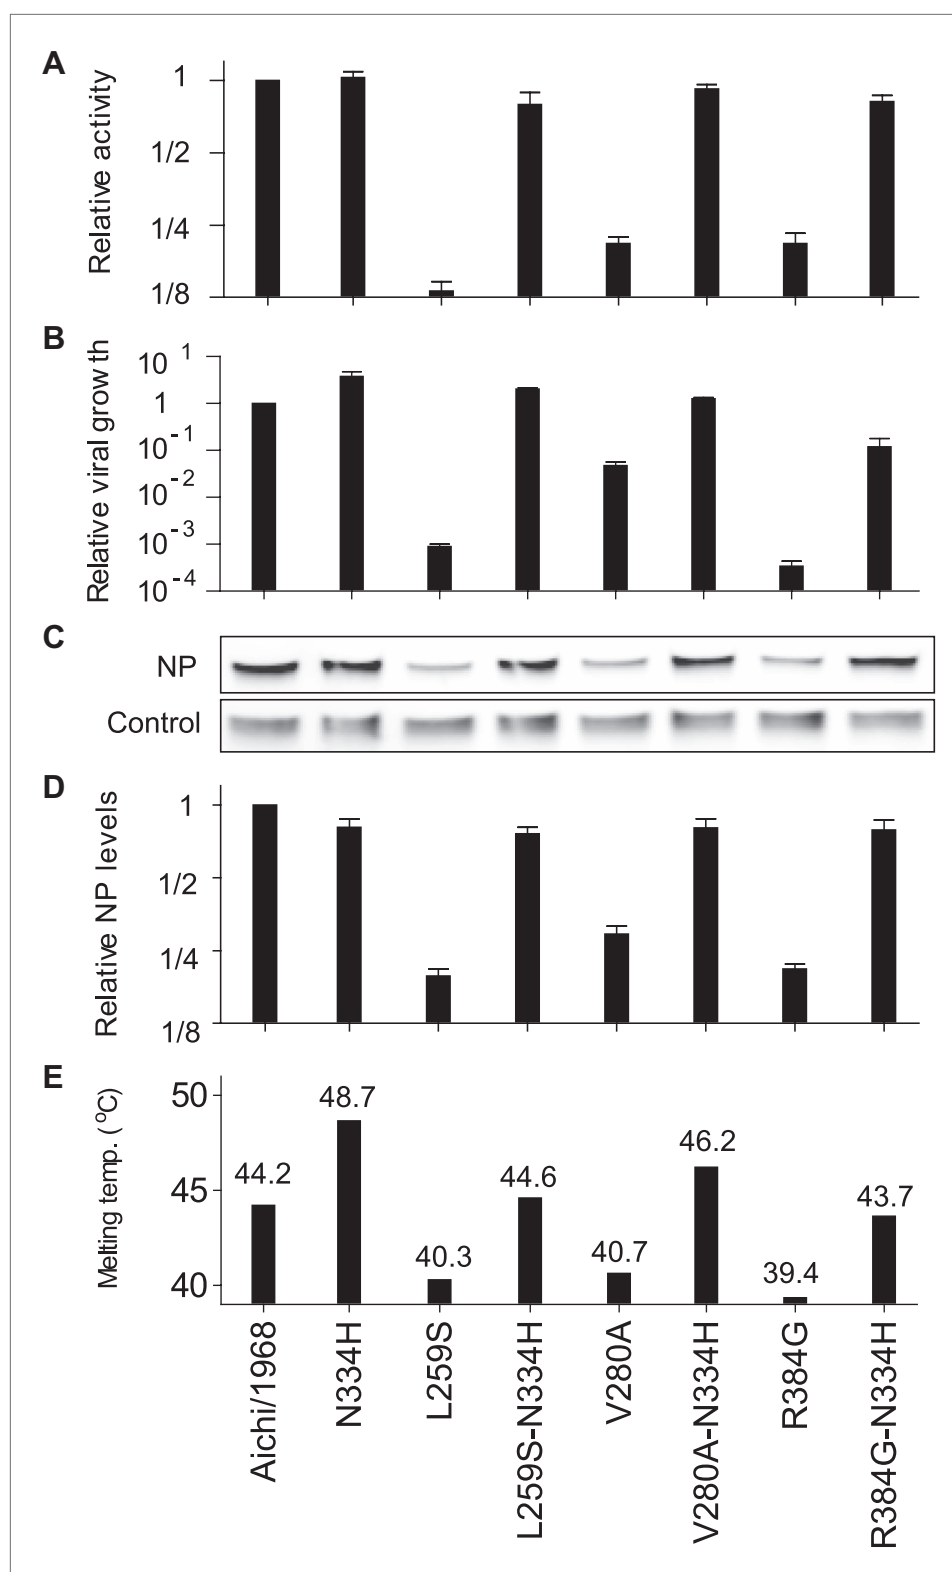 A
Relative activity
1
1/2
1/4
1/8
B
Relative viral growth
10 1
1
10 -1
10 -2
10 -3
10 -4
C
NP
Control
D
Relative NP levels
1
1/2
1/4
1/8
E
Melting temp. (ºC)
50
45
40
44.2
48.7
40.3
44.6
40.7
46.2
39.4
43.7
Aichi/1968
N334H
L259S
L259S-N334H
V280A
V280A-N334H
R384G
R384G-N334H